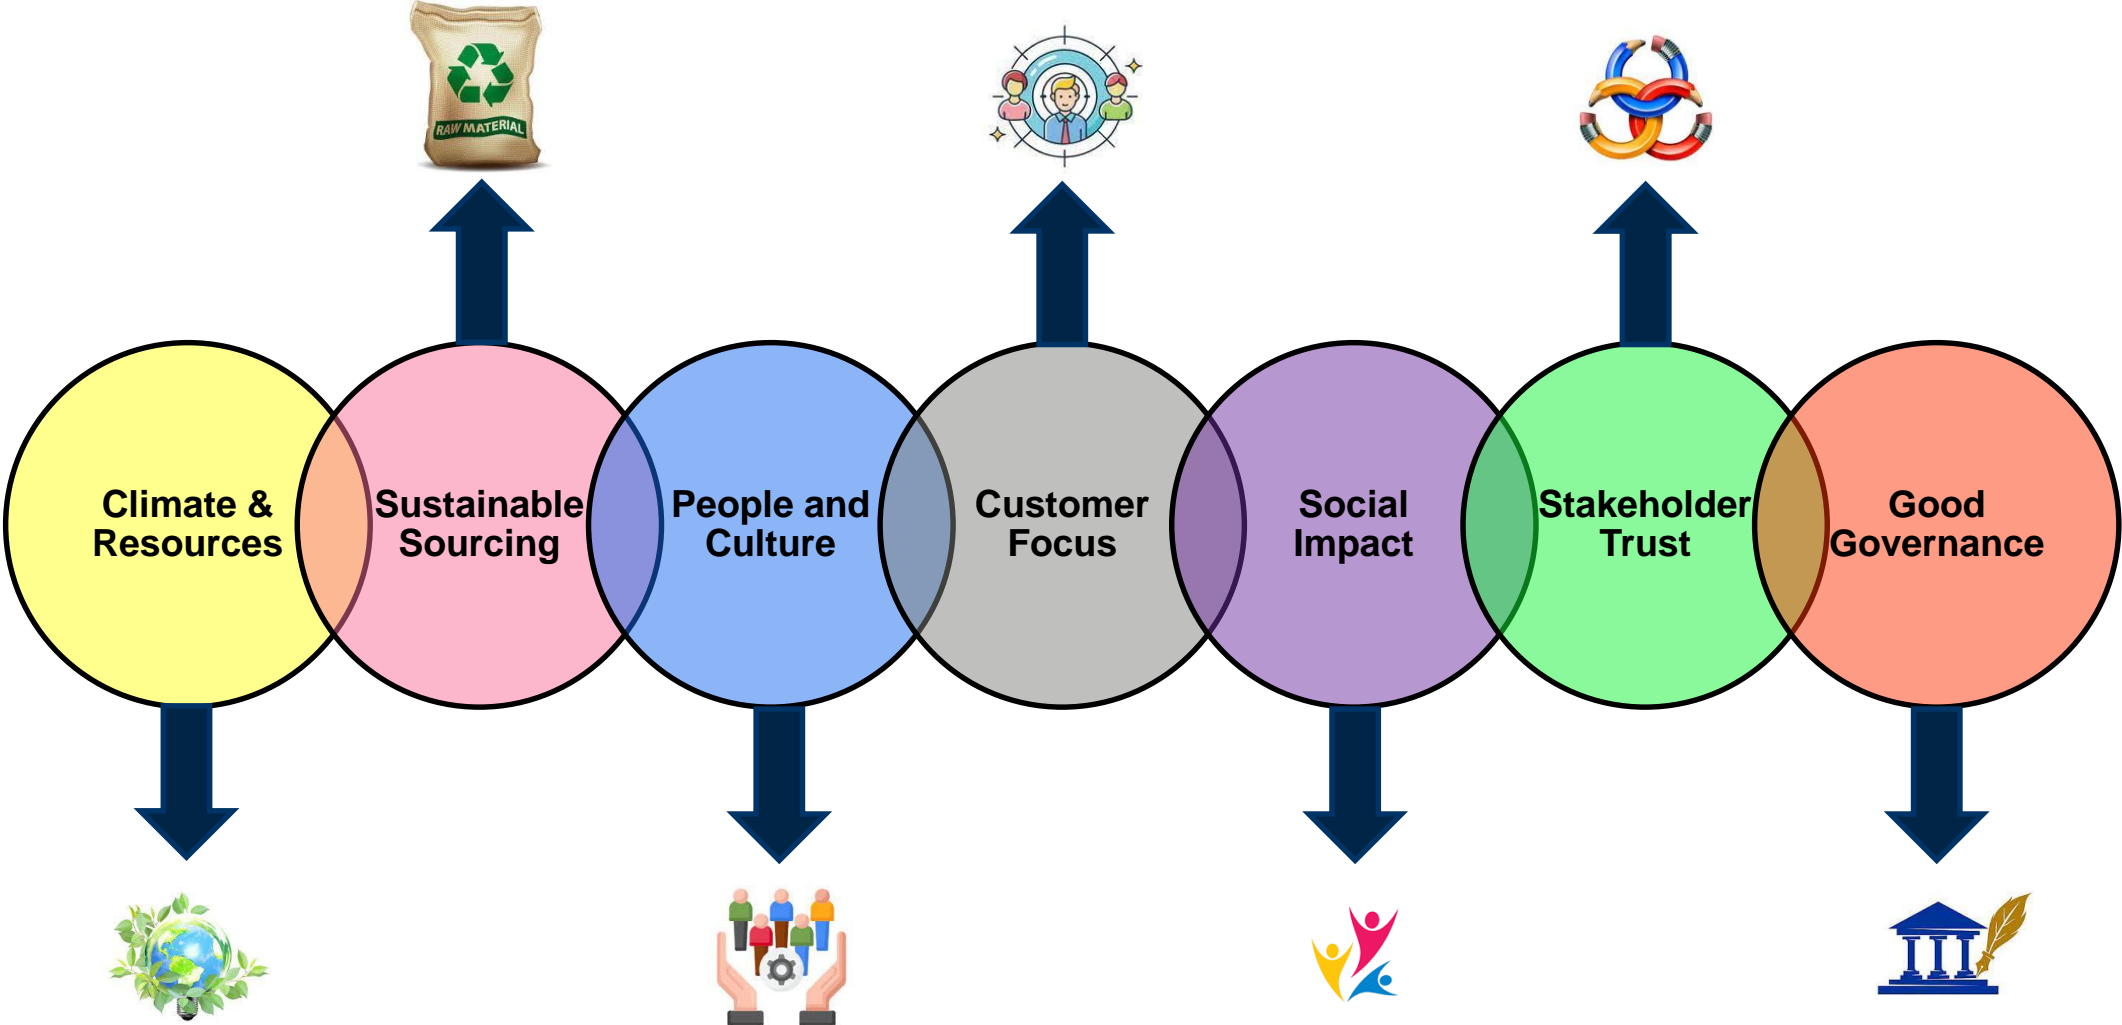 RAW MATERIAL
Climate &
Resources
Sustainable
Sourcing
People and
Culture
Customer
Focus
Social
Impact
Stakeholder
Trust
Good
Governance